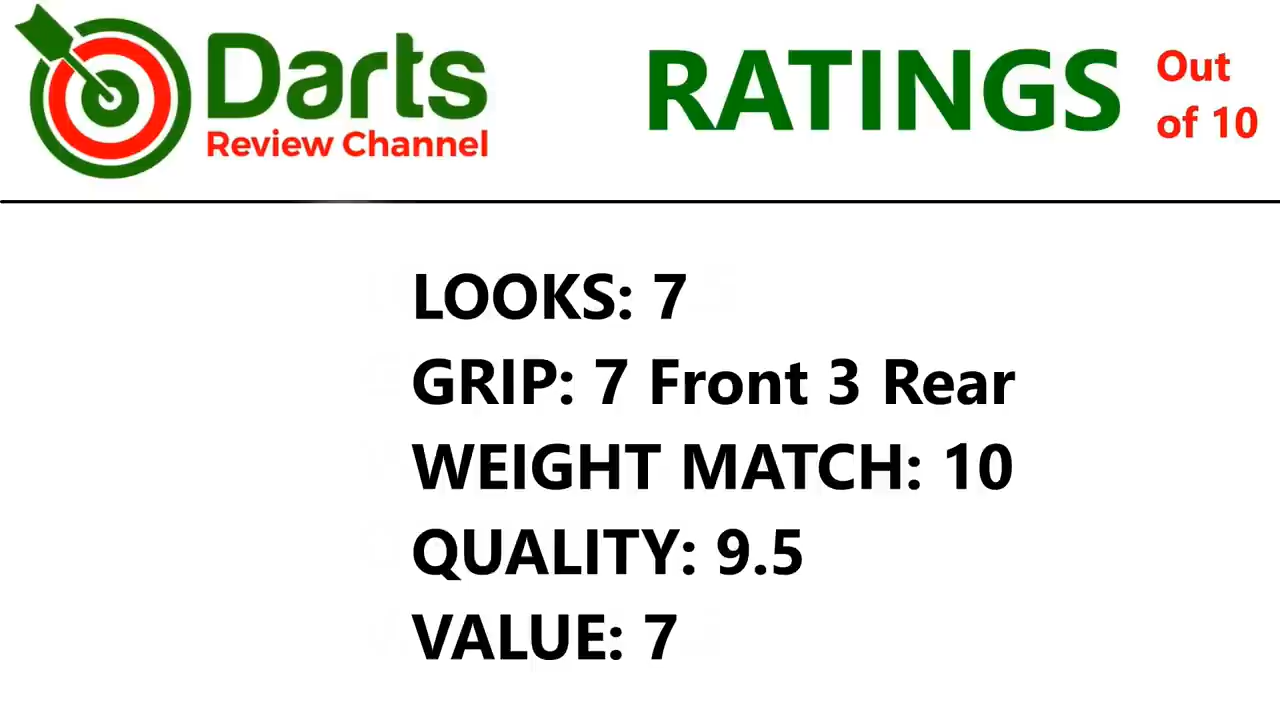 Darts
Review Channel
RATINGS
Out
of 10
LOOKS: 7
GRIP: 7 Front 3 Rear
WEIGHT MATCH: 10
QUALITY: 9.5
VALUE: 7